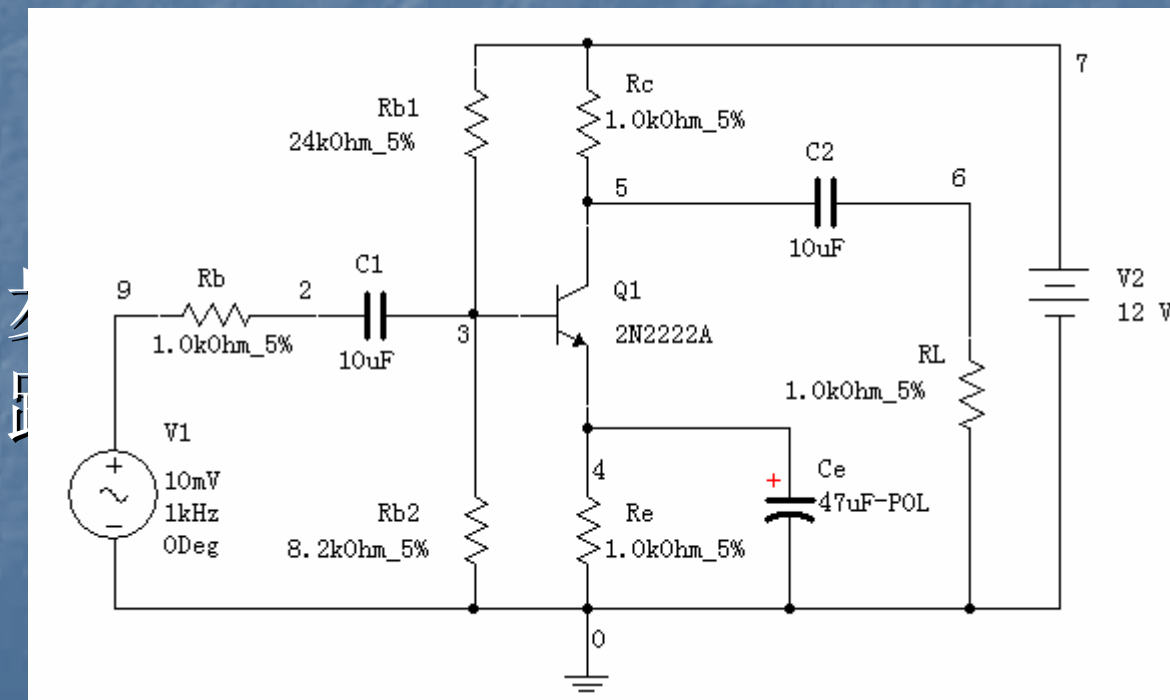 7
Rc
1.0kOhm_5%
Rb1
24kOhm_5%
C2
10uF
5
6
V2
12 V
C1
10uF
Rb
1.0kOhm_5%
9
2
3
Q1
2N2222A
RL
1.0kOhm_5%
V1
10mV
1kHz
0Deg
+
4
+
Ce
47uF-POL
Rb2
8.2kOhm_5%
Re
1.0kOhm_5%
0